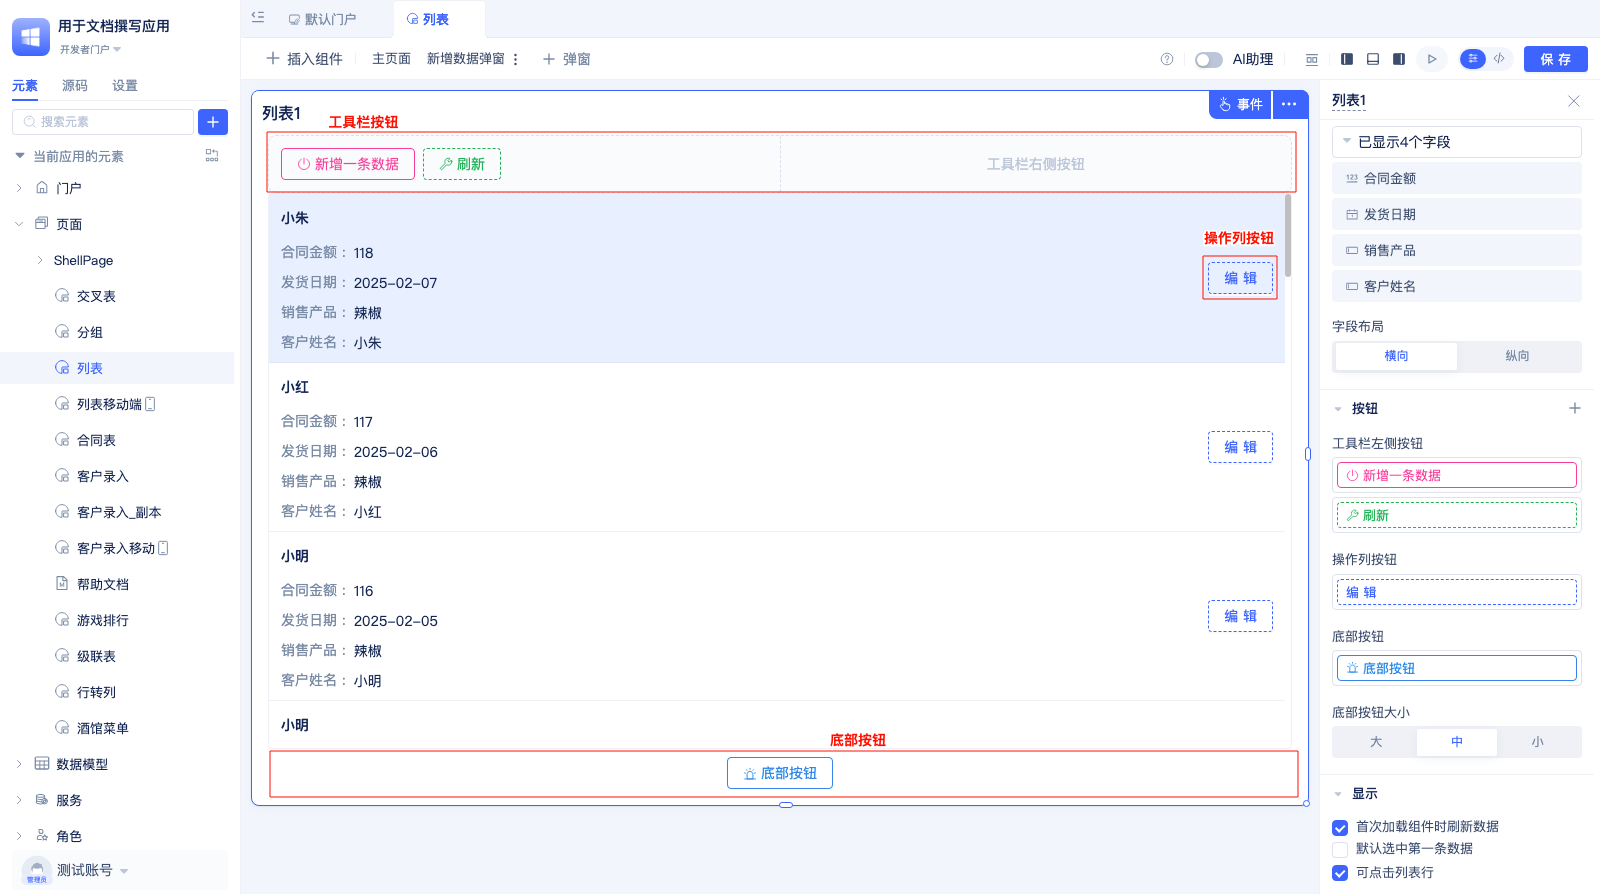 用于文档撰写应用
开发者门户
元素
源码
设置
搜索元素
当前应用的元素
门户
页面
ShellPage
交叉表
分组
列表
列表移动端
合同表
客户录入
客户录入_副本
客户录入移动
帮助文档
游戏排行
级联表
行转列
酒馆菜单
数据模型
服务
角色
测试账号
管理员
默认门户
列表
插入组件
主页面
新增数据弹窗
弹窗
AI助理
保 存
列表1
事件
工具栏按钮
新增一条数据
刷新
工具栏右侧按钮
小朱
合同金额： 118
发货日期： 2025-02-07
销售产品： 辣椒
客户姓名： 小朱
操作列按钮
编 辑
小红
合同金额： 117
发货日期： 2025-02-06
销售产品： 辣椒
客户姓名： 小红
编 辑
小明
合同金额： 116
发货日期： 2025-02-05
销售产品： 辣椒
客户姓名： 小明
编 辑
小明
底部按钮
底部按钮
列表1
已显示4个字段
123 合同金额
发货日期
销售产品
客户姓名
字段布局
横向
纵向
按钮
工具栏左侧按钮
新增一条数据
刷新
操作列按钮
编 辑
底部按钮
底部按钮
底部按钮大小
大
中
小
显示
首次加载组件时刷新数据
默认选中第一条数据
可点击列表行